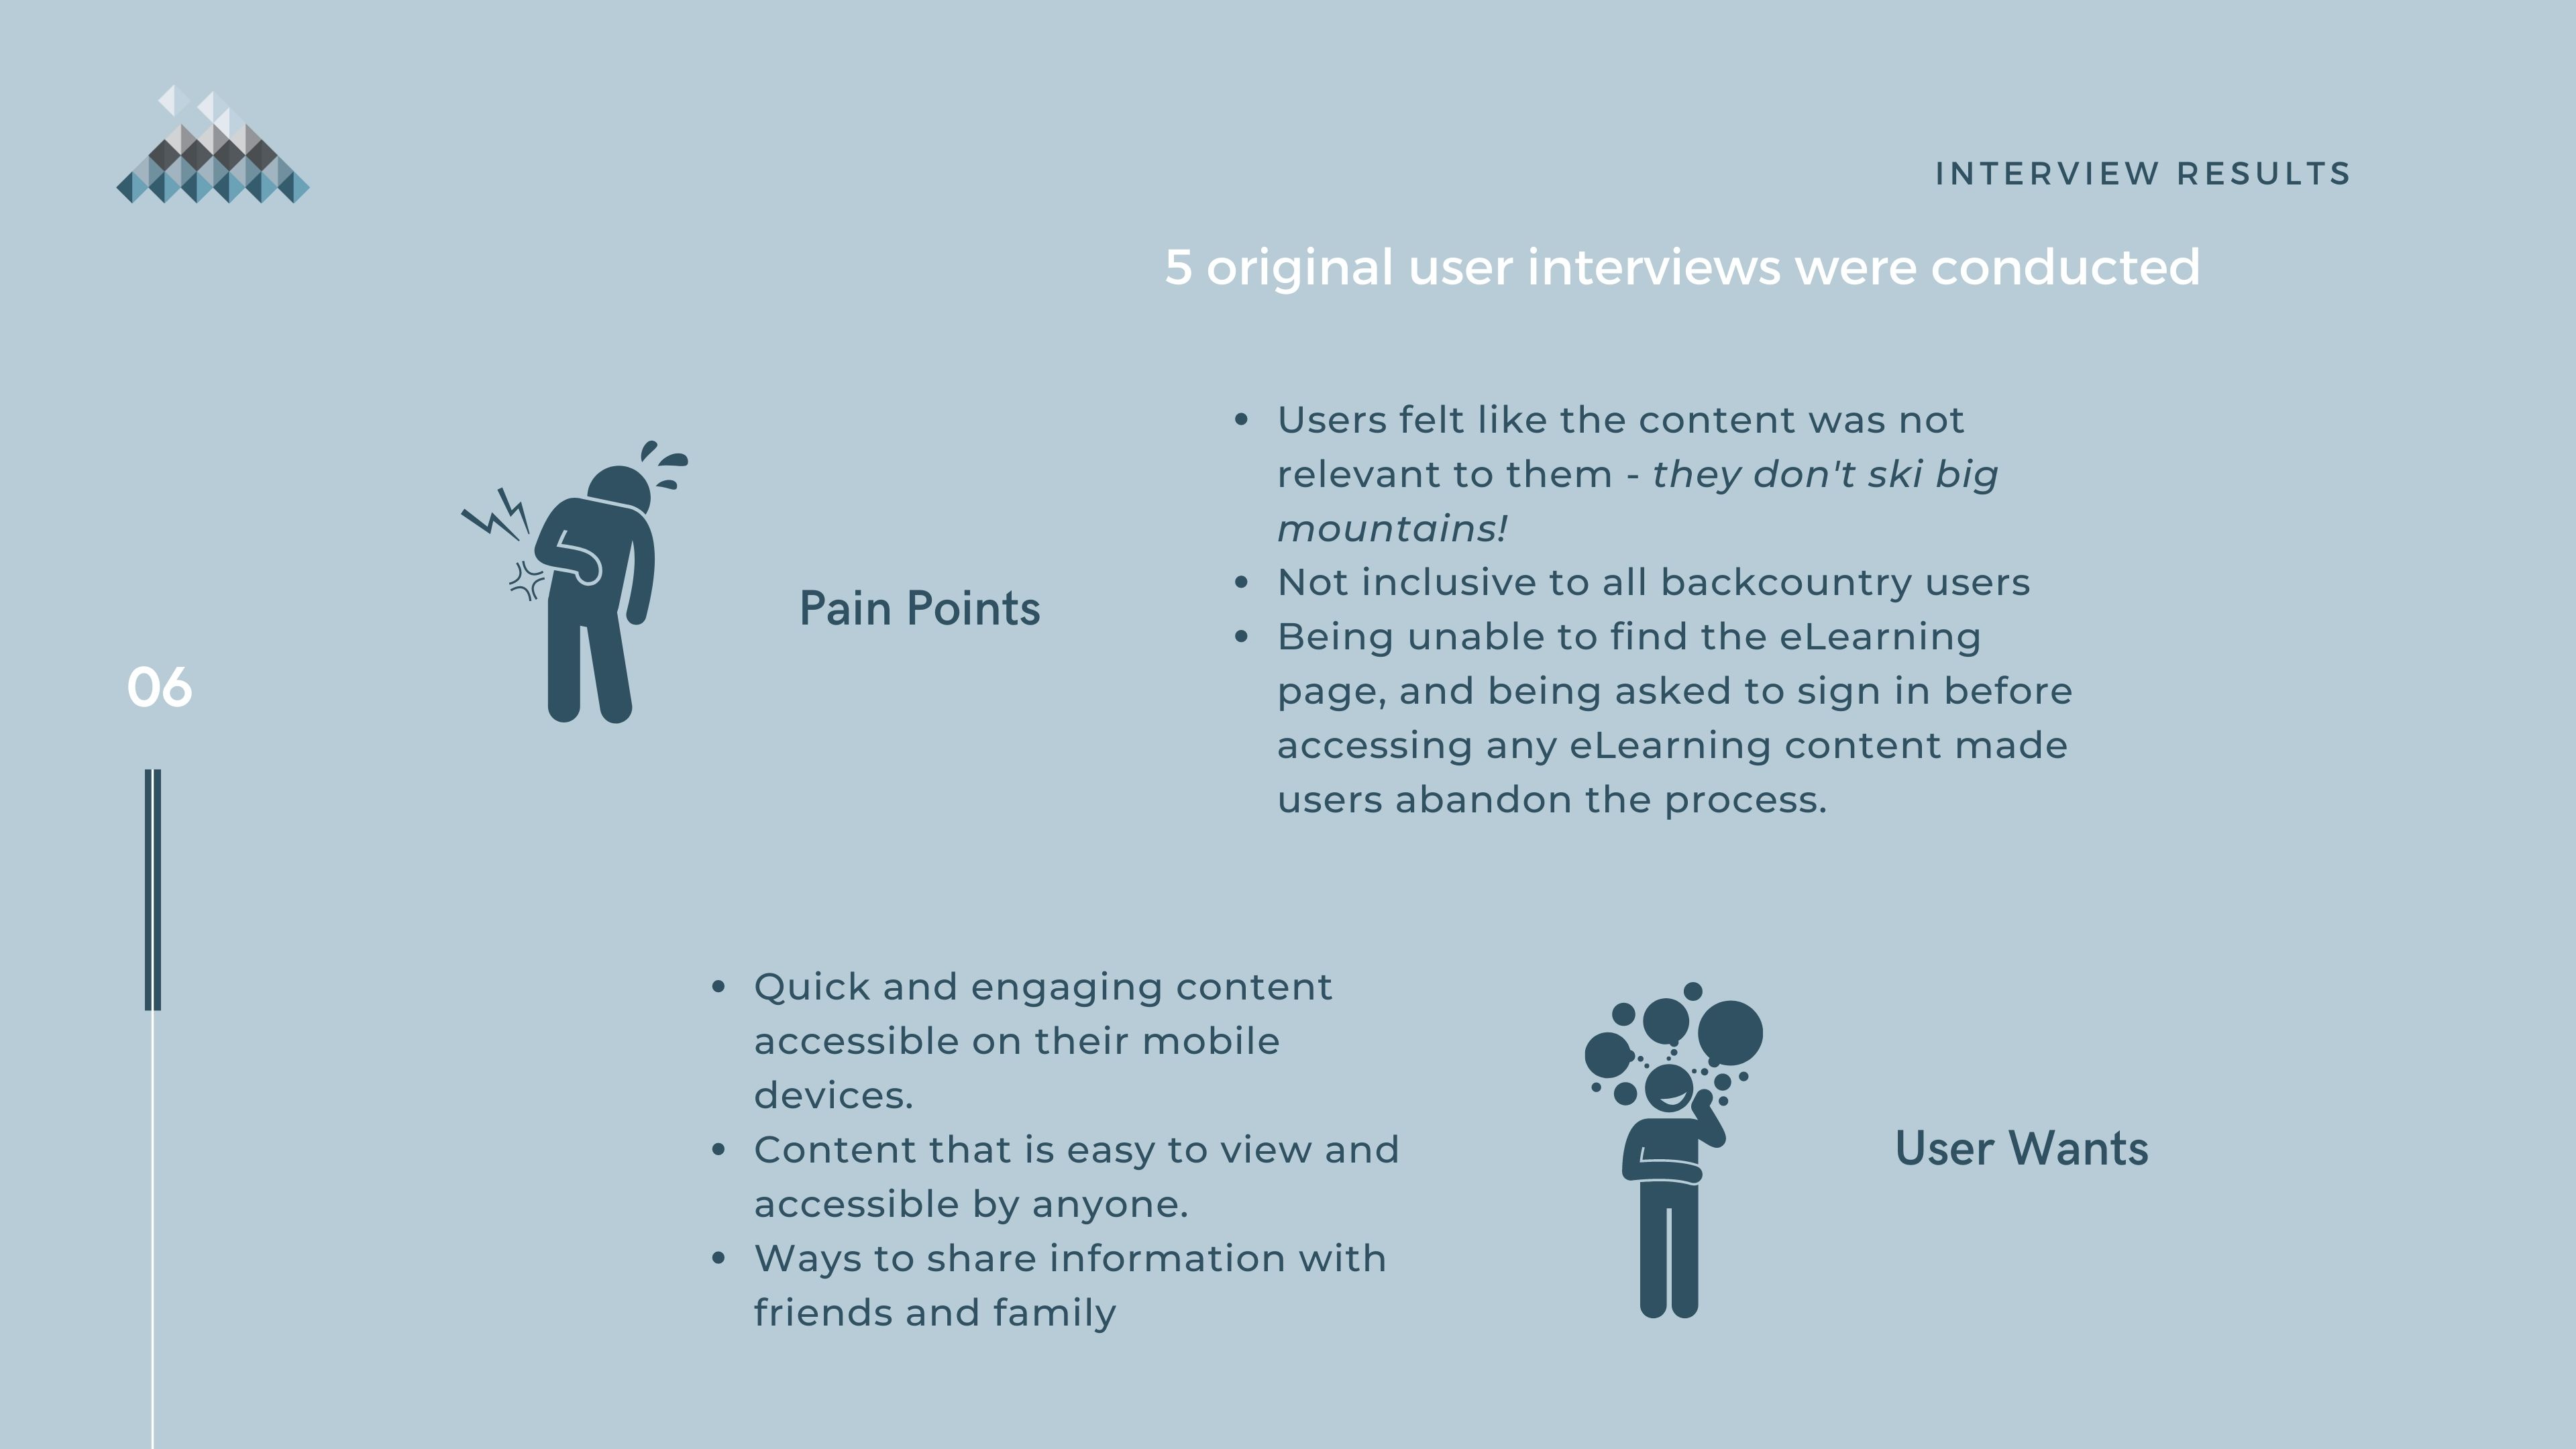 INTERVIEW RESULTS
5 original user interviews were conducted
Pain Points
• Users felt like the content was not
relevant to them - they don't ski big
mountains!
• Not inclusive to all backcountry users
• Being unable to find the eLearning
page, and being asked to sign in before
accessing any eLearning content made
users abandon the process.
06
• Quick and engaging content
accessible on their mobile
devices.
• Content that is easy to view and
accessible by anyone.
• Ways to share information with
friends and family
User Wants